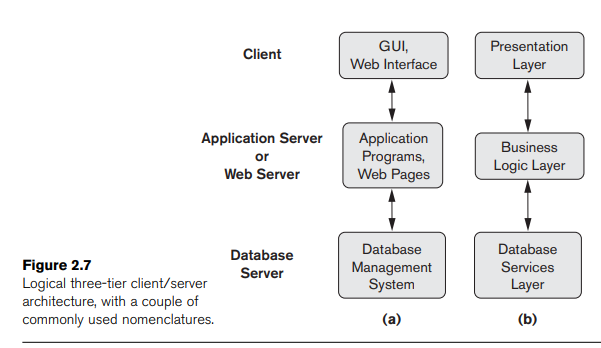 Client
GUI,
Web Interface
Presentation
Layer
Application Server
or
Web Server
Application
Programs,
Web Pages
Business
Logic Layer
Database
Server
Database
Management
System
Database
Services
Layer
(a)
(b)
Figure 2.7
Logical three-tier client/server
architecture, with a couple of
commonly used nomenclatures.